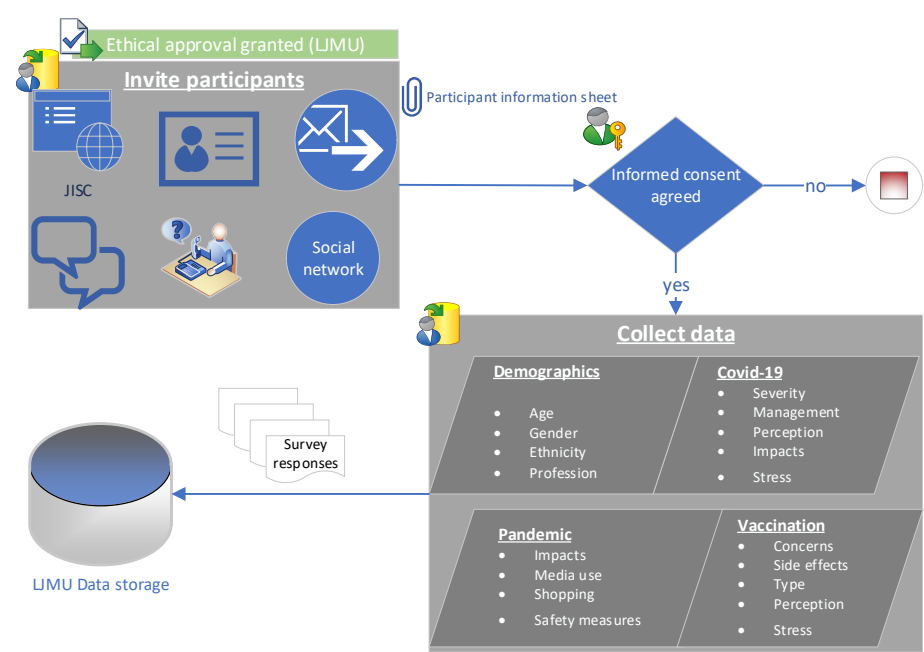 Ethical approval granted (LJMU)
Invite participants
JISC
?
Social
network
Participant information sheet
Informed consent
agreed
no
yes
Collect data
Demographics
• Age
• Gender
• Ethnicity
• Profession
Covid-19
• Severity
• Management
• Perception
• Impacts
• Stress
Pandemic
• Impacts
• Media use
• Shopping
• Safety measures
Vaccination
• Concerns
• Side effects
• Type
• Perception
• Stress
Survey
responses
LJMU Data storage